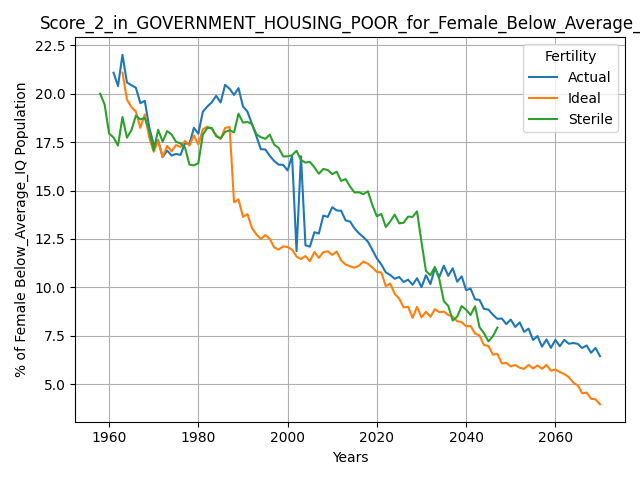 Score_2_in_GOVERNMENT_HOUSING_POOR_for_Female_Below_Average_
% of Female Below_Average_IQ Population
22.5
20.0
17.5
15.0
12.5
10.0
7.5
5.0
Fertility
Actual
Ideal
Sterile
1960
1980
2000
2020
2040
2060
Years